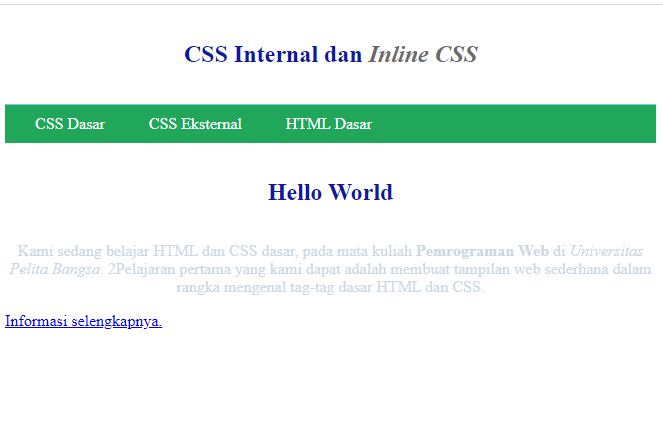 CSS Internal dan Inline CSS
CSS Dasar CSS Eksternal HTML Dasar
Hello World
Kami sedang belajar HTML dan CSS dasar, pada mata kuliah Pemrograman Web di Universitas
Pelita Bangsa. 2Pelajaran pertama yang kami dapat adalah membuat tampilan web sederhana dalam
rangka mengenal tag-tag dasar HTML dan CSS.
Informasi selengkapnya.